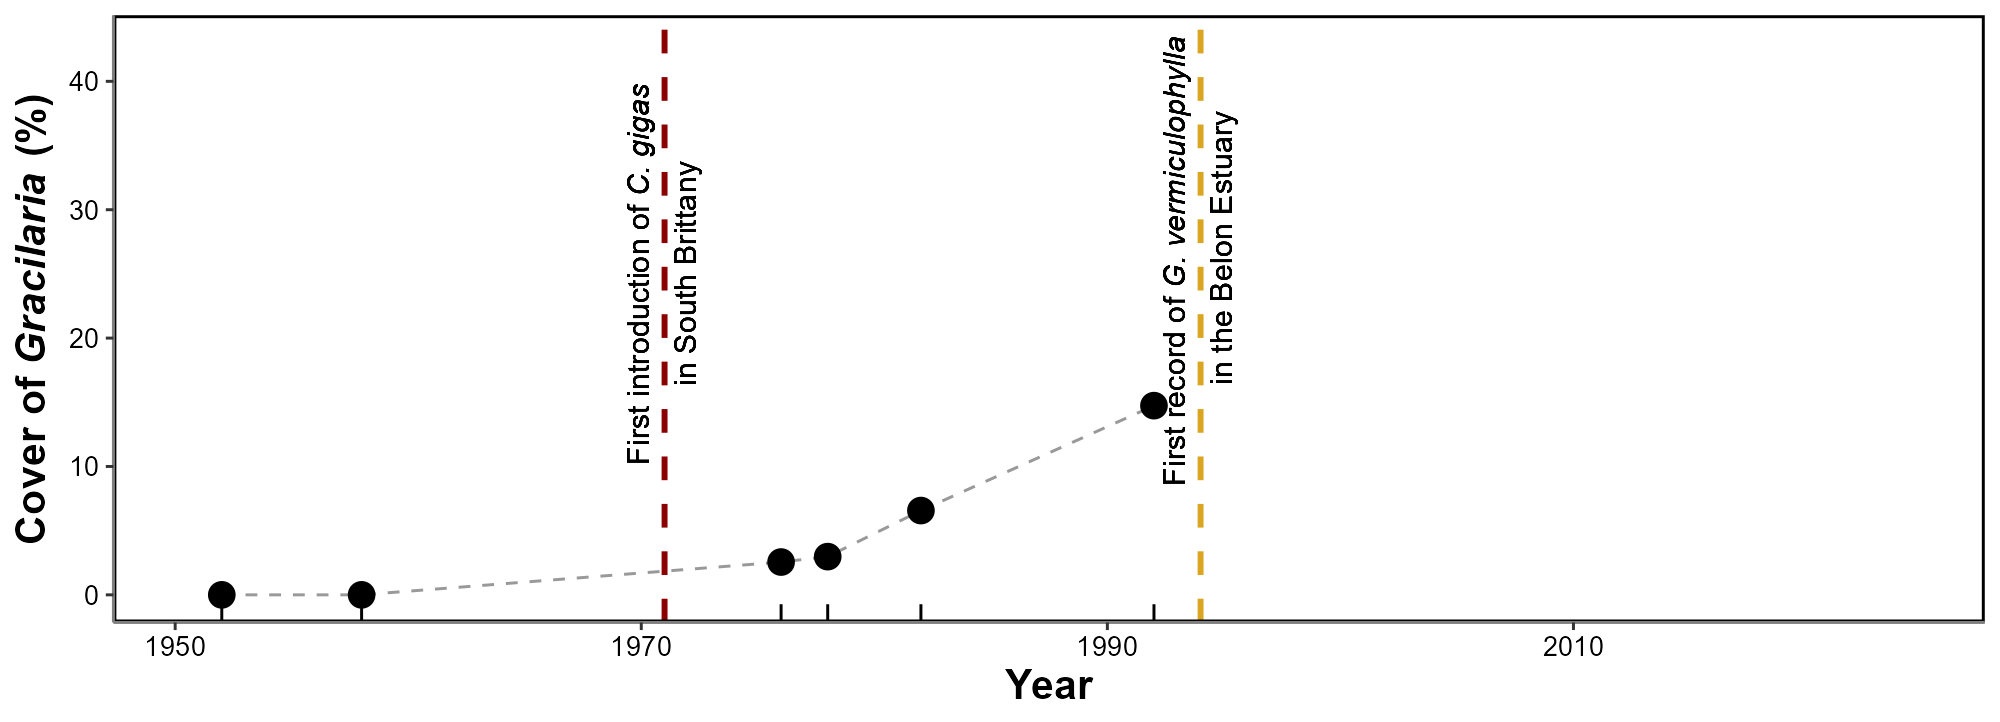 Cover of Gracilaria (%)
40
30
20
10
0
First introduction of C. gigas
in South Brittany
First record of G. vermiculophylla
in the Belon Estuary
1950
1970
1990
2010
Year